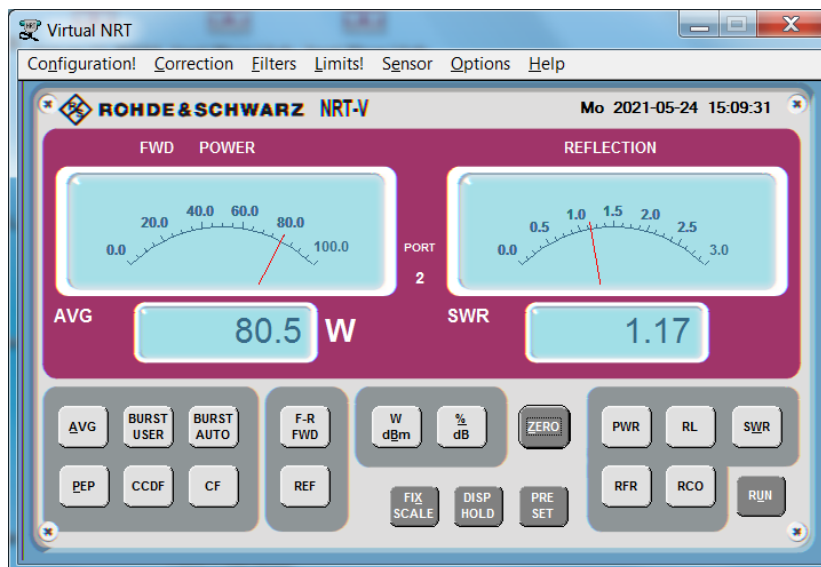 Virtual NRT
Configuration! Correction Filters Limits! Sensor Options Help
ROHDE&SCHWARZ NRT-V Mo 2021-05-24 15:09:31
FWD POWER REFLECTION
0.0 20.0 40.0 60.0 80.0 100.0
PORT
2
0.0 0.5 1.0 1.5 2.0 2.5 3.0
AVG 80.5 W
SWR 1.17
AVG
BURST
USER
BURST
AUTO
F-R
FWD
W
dBm
%
dB
ZERO
PWR
RL
SWR
PEP
CCDF
CF
REF
FIX
SCALE
DISP
HOLD
PRE
SET
RFR
RCO
RUN